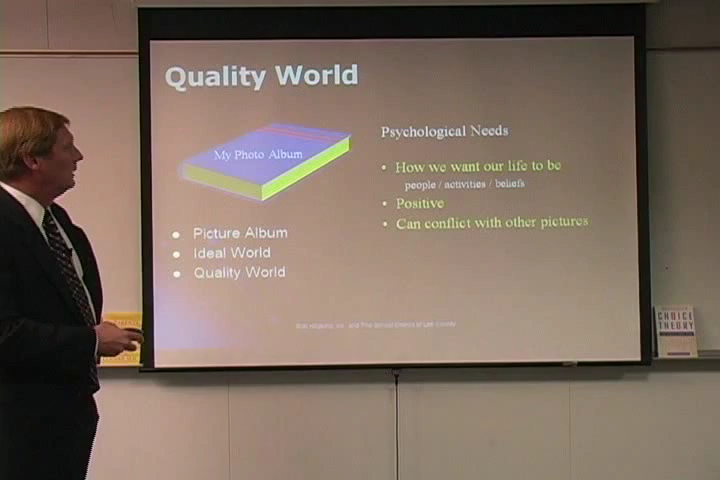 Quality World
My Photo Album
Picture Album
Ideal World
Quality World
Psychological Needs
How we want our life to be
people / activities / beliefs
Positive
Can conflict with other pictures
CHOICE
THEORY